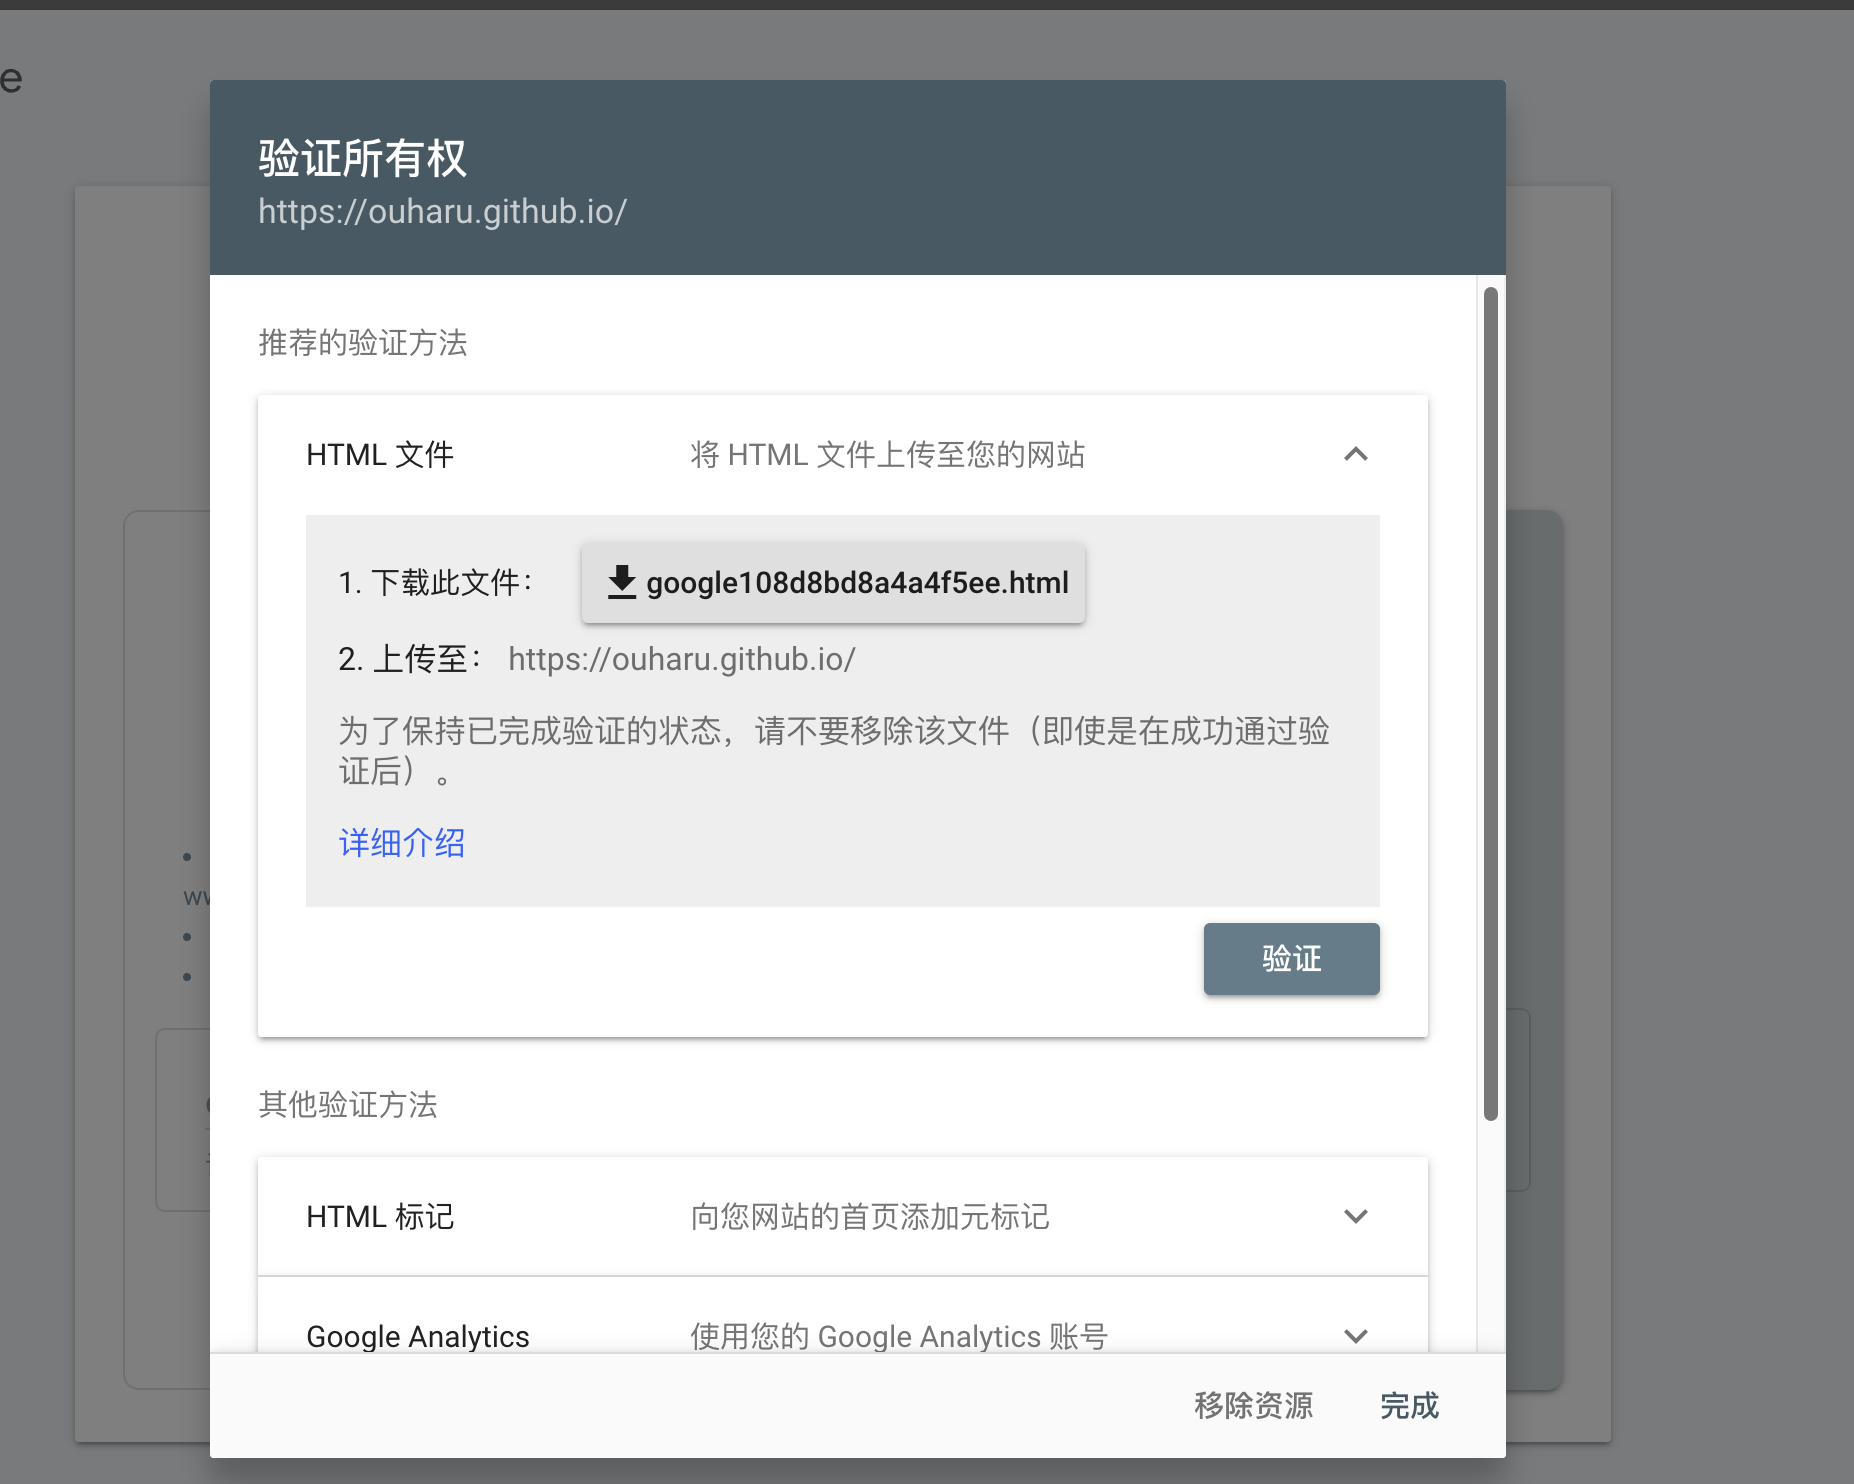 e
验证所有权
https://ouharu.github.io/
推荐的验证方法
HTML 文件 将 HTML 文件上传至您的网站
1. 下载此文件： google108d8bd8a4a4f5ee.html
2. 上传至： https://ouharu.github.io/
为了保持已完成验证的状态，请不要移除该文件（即使是在成功通过验
证后）。
详细介绍
验证
其他验证方法
HTML 标记 向您网站的首页添加元标记
Google Analytics 使用您的 Google Analytics 账号
移除资源 完成